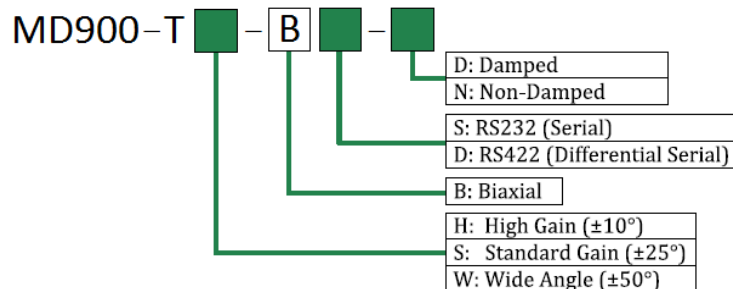 MD900-T - B -
D: Damped
N: Non-Damped
S: RS232 (Serial)
D: RS422 (Differential Serial)
B: Biaxial
H: High Gain (±10°)
S: Standard Gain (±25°)
W: Wide Angle (±50°)